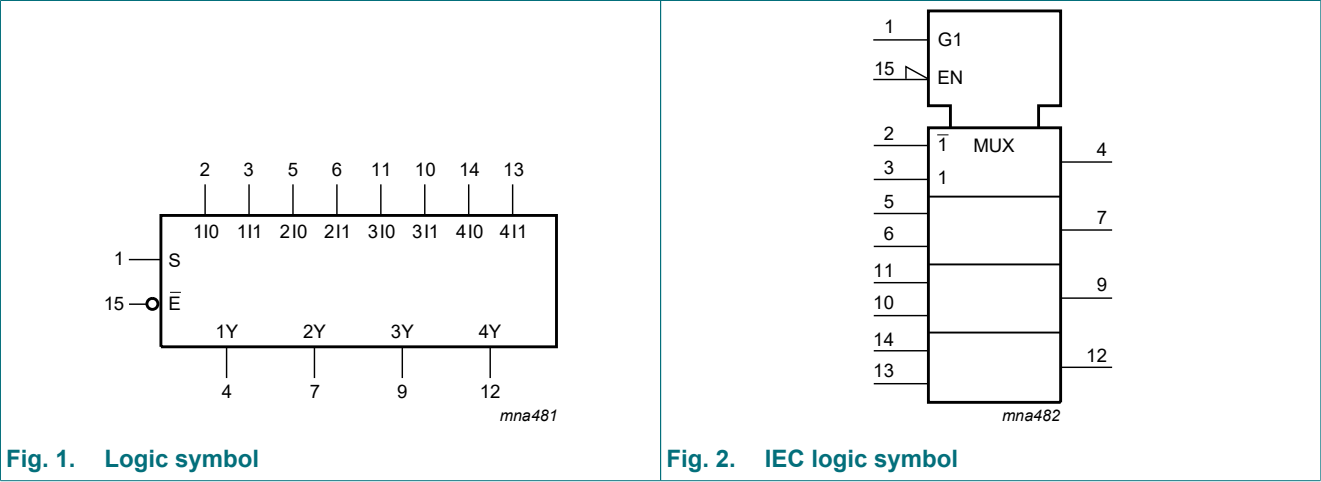 2 3 5 6 11 10 14 13
1I0 1I1 2I0 2I1 3I0 3I1 4I0 4I1
1 S
15 E̅
1Y 2Y 3Y 4Y
4 7 9 12
mna481
Fig. 1. Logic symbol
1 G1
15 EN
2 1̅ MUX 4
3 1
5 7
6
11 9
10
14 12
13
mna482
Fig. 2. IEC logic symbol